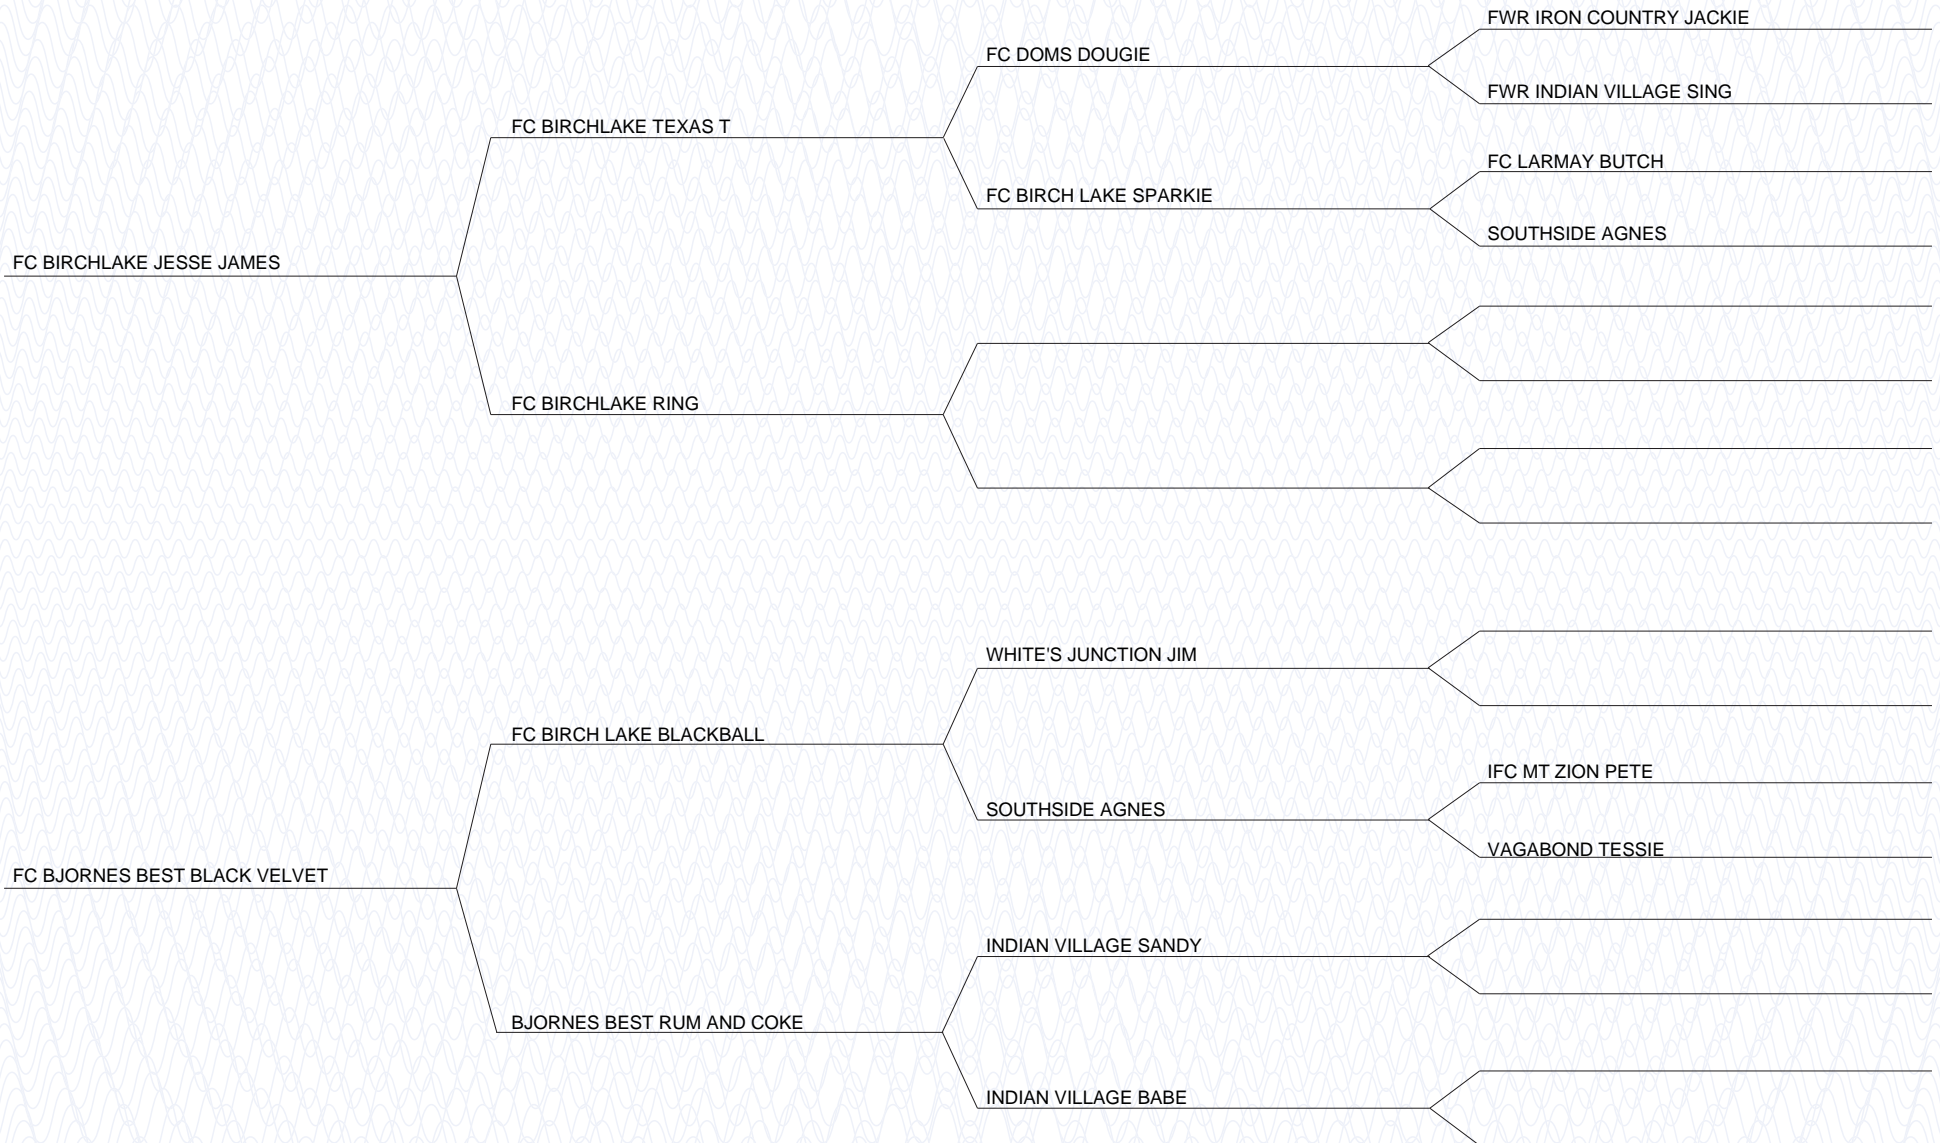 FWR IRON COUNTRY JACKIE
FC DOMS DOUGIE
FWR INDIAN VILLAGE SING
FC BIRCHLAKE TEXAS T
FC LARMAY BUTCH
FC BIRCH LAKE SPARKIE
SOUTHSIDE AGNES
FC BIRCHLAKE JESSE JAMES
FC BIRCHLAKE RING
WHITE'S JUNCTION JIM
FC BIRCH LAKE BLACKBALL
IFC MT ZION PETE
SOUTHSIDE AGNES
VAGABOND TESSIE
FC BJORNES BEST BLACK VELVET
INDIAN VILLAGE SANDY
BJORNES BEST RUM AND COKE
INDIAN VILLAGE BABE